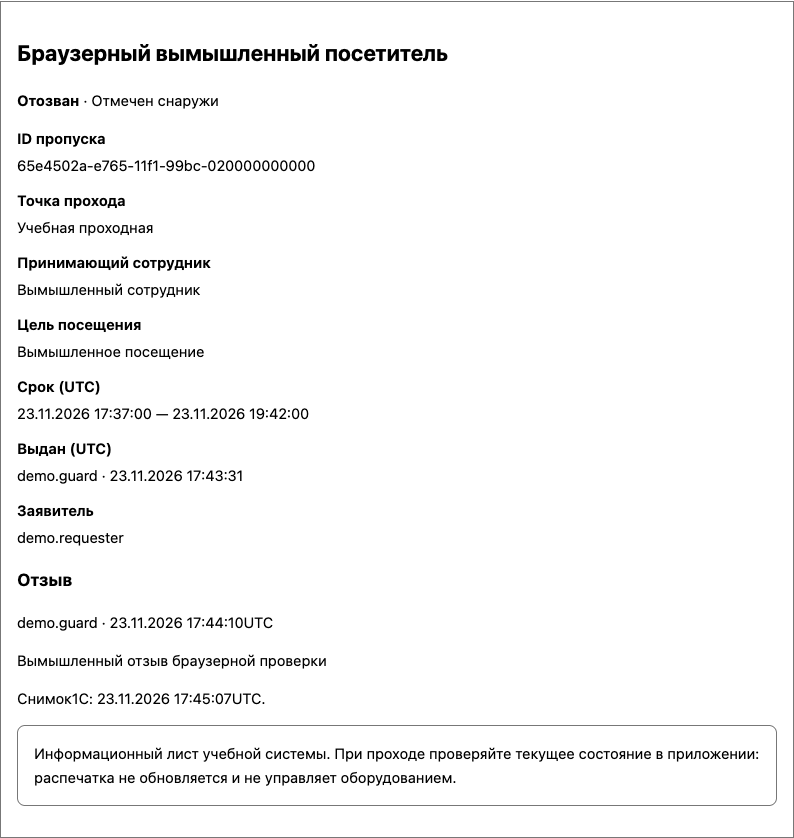 Браузерный вымышленный посетитель
Отозван · Отмечен снаружи
ID пропуска
65e4502a-e765-11f1-99bc-020000000000
Точка прохода
Учебная проходная
Принимающий сотрудник
Вымышленный сотрудник
Цель посещения
Вымышленное посещение
Срок (UTC)
23.11.2026 17:37:00 — 23.11.2026 19:42:00
Выдан (UTC)
demo.guard · 23.11.2026 17:43:31
Заявитель
demo.requester
Отзыв
demo.guard · 23.11.2026 17:44:10UTC
Вымышленный отзыв браузерной проверки
Снимок1С: 23.11.2026 17:45:07UTC.
Информационный лист учебной системы. При проходе проверяйте текущее состояние в приложении:
распечатка не обновляется и не управляет оборудованием.